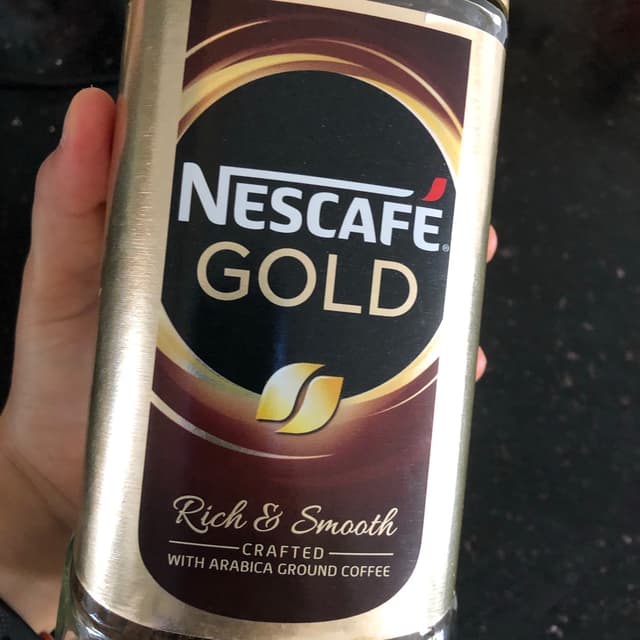 NESCAFÉ®
GOLD
Rich & Smooth
CRAFTED
WITH ARABICA GROUND COFFEE